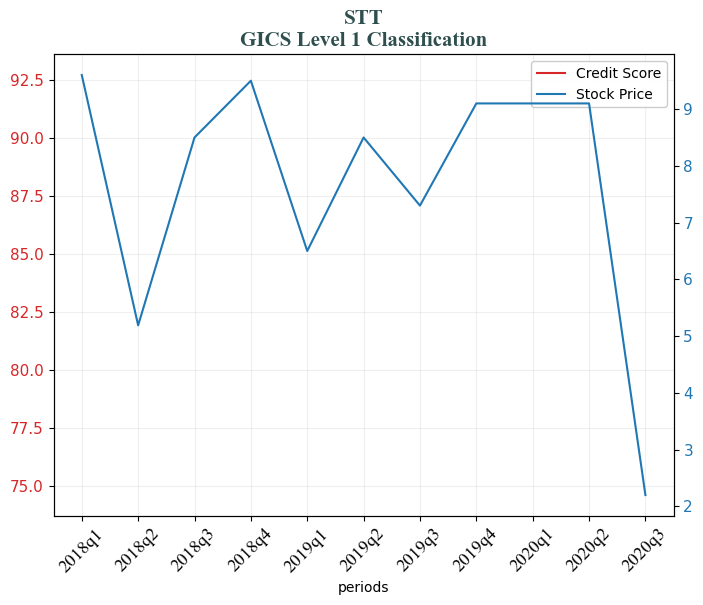 STT
GICS Level 1 Classification
Credit Score
Stock Price
92.5
90.0
87.5
85.0
82.5
80.0
77.5
75.0
9
8
7
6
5
4
3
2
2018q1
2018q2
2018q3
2018q4
2019q1
2019q2
2019q3
2019q4
2020q1
2020q2
2020q3
periods